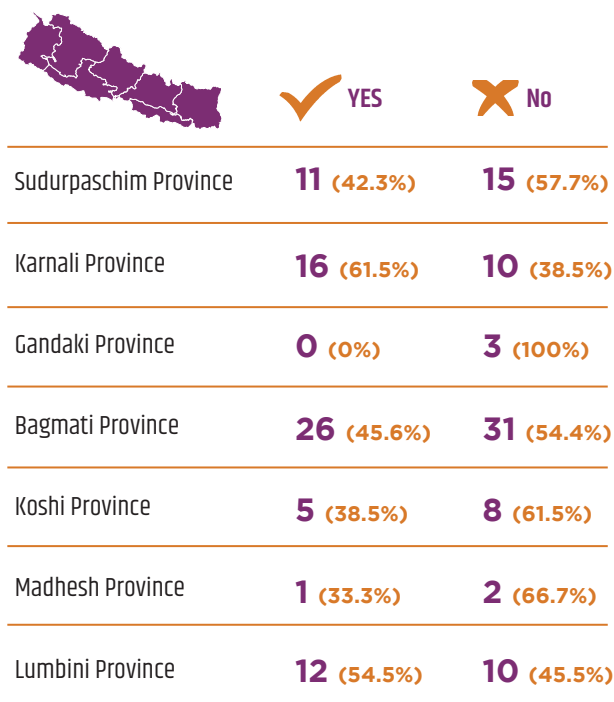 YES No
Sudurpaschim Province 11 (42.3%) 15 (57.7%)
Karnali Province 16 (61.5%) 10 (38.5%)
Gandaki Province 0 (0%) 3 (100%)
Bagmati Province 26 (45.6%) 31 (54.4%)
Koshi Province 5 (38.5%) 8 (61.5%)
Madhesh Province 1 (33.3%) 2 (66.7%)
Lumbini Province 12 (54.5%) 10 (45.5%)